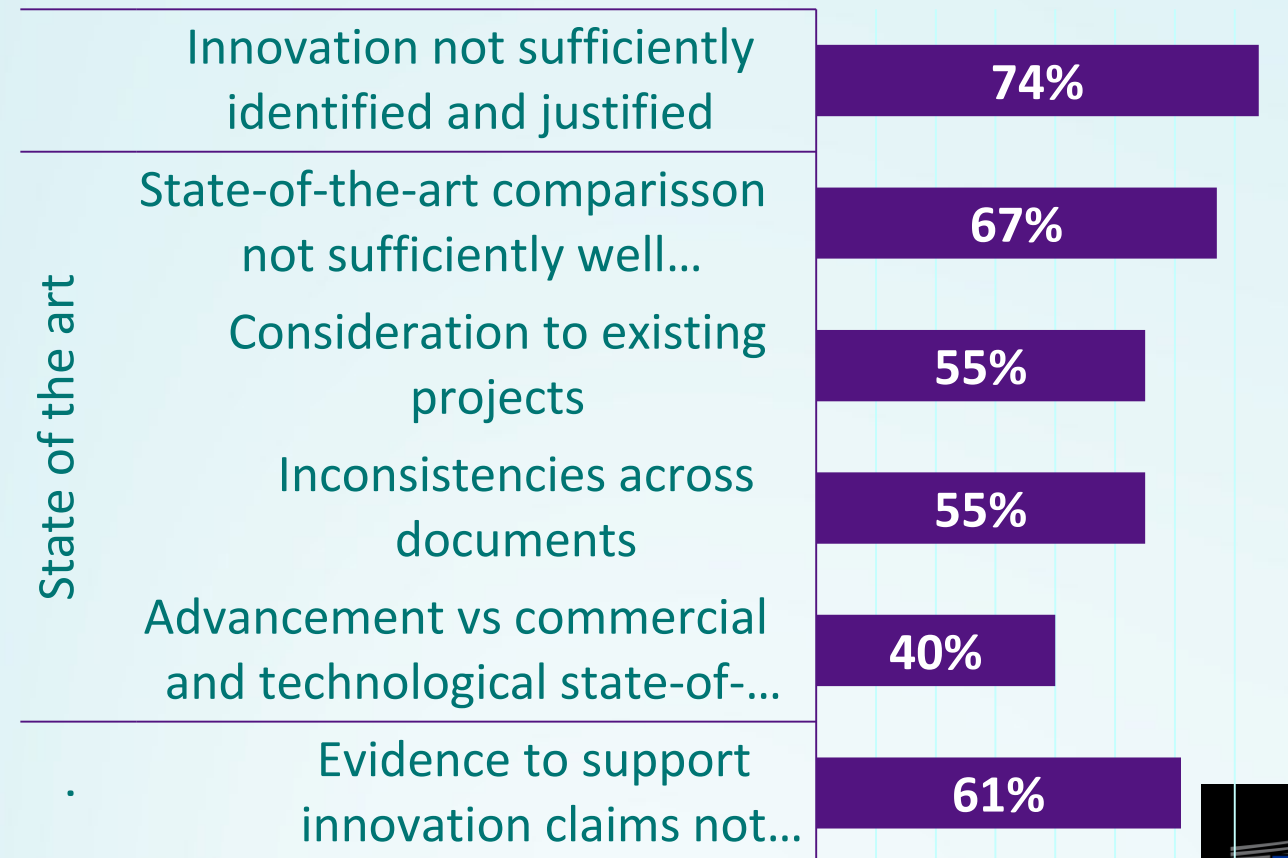 Innovation not sufficiently
identified and justified
74%
State of the art
State-of-the-art comparisson
not sufficiently well…
67%
Consideration to existing
projects
55%
Inconsistencies across
documents
55%
Advancement vs commercial
and technological state-of-…
40%
.
Evidence to support
innovation claims not…
61%